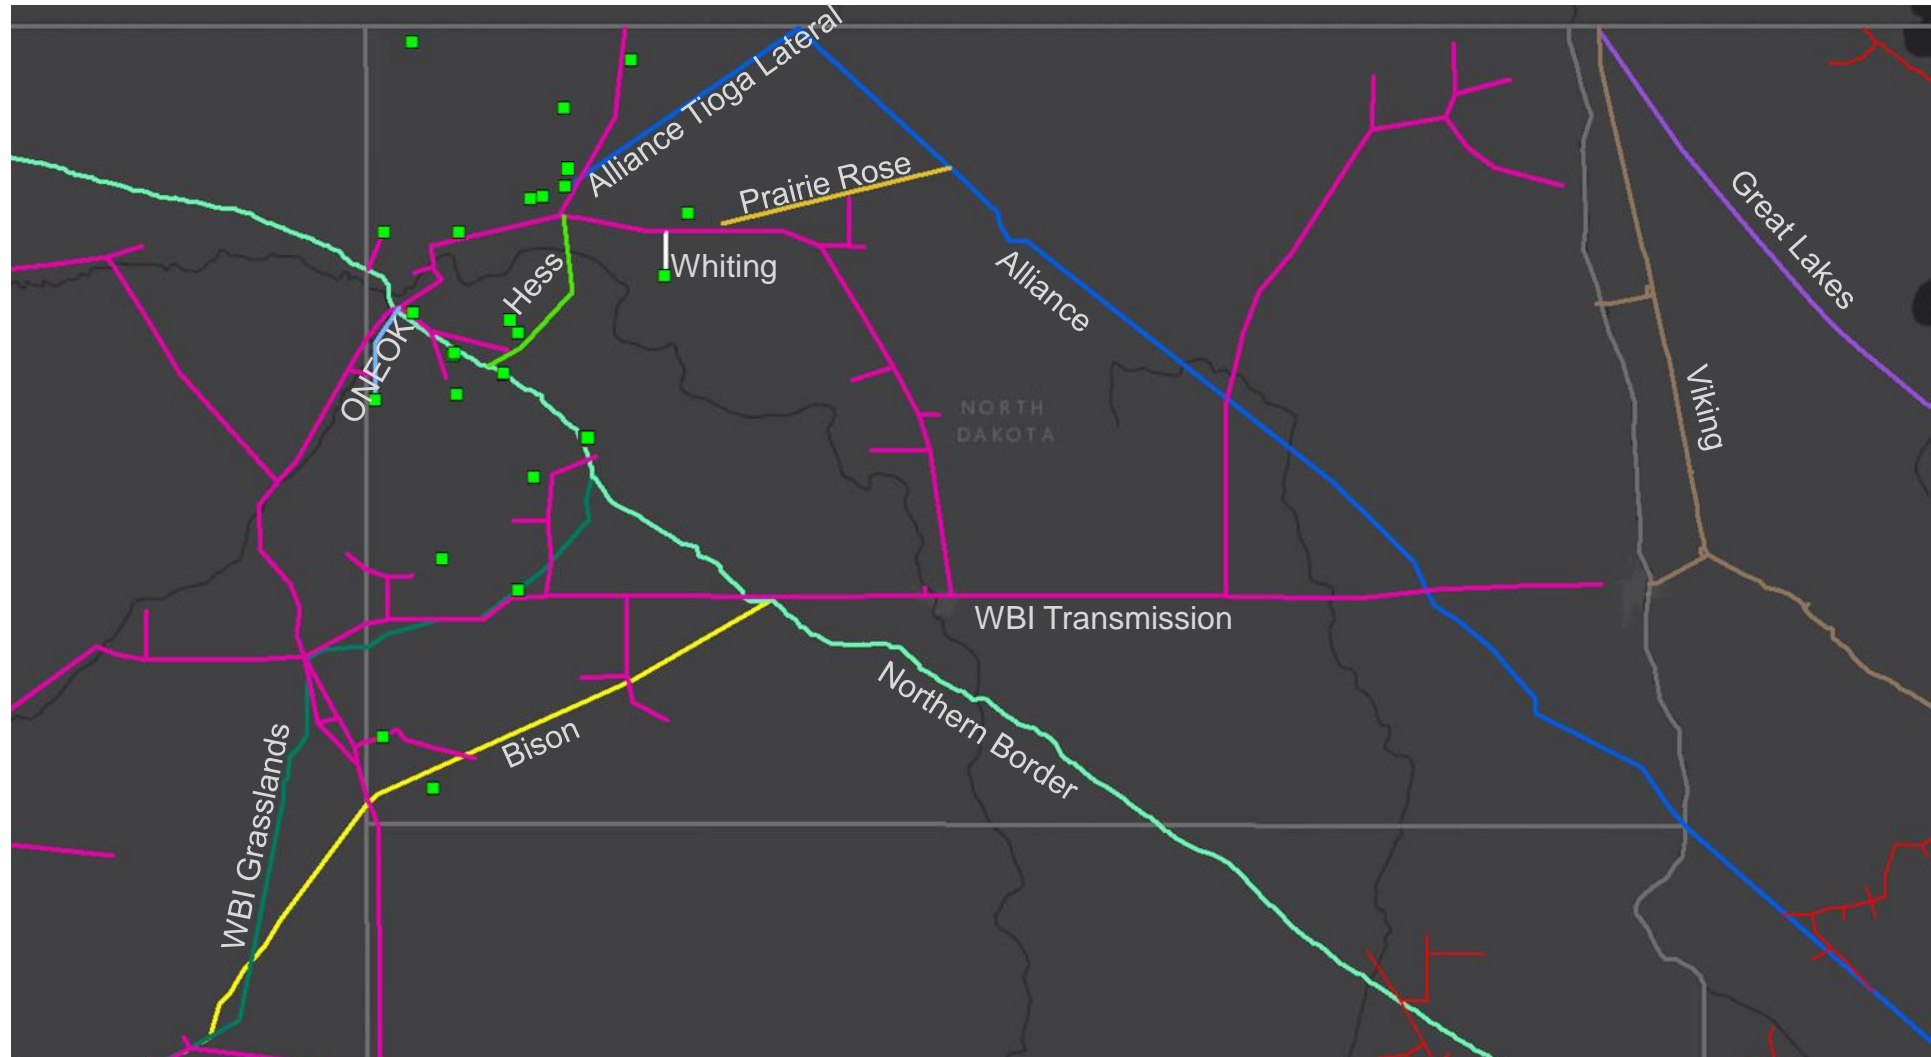 Alliance Tioga Lateral
Prairie Rose
Great Lakes
Hess
Whiting
Alliance
ONEOK
Viking
NORTH
DAKOTA
WBI Transmission
Northern Border
Bison
WBI Grasslands